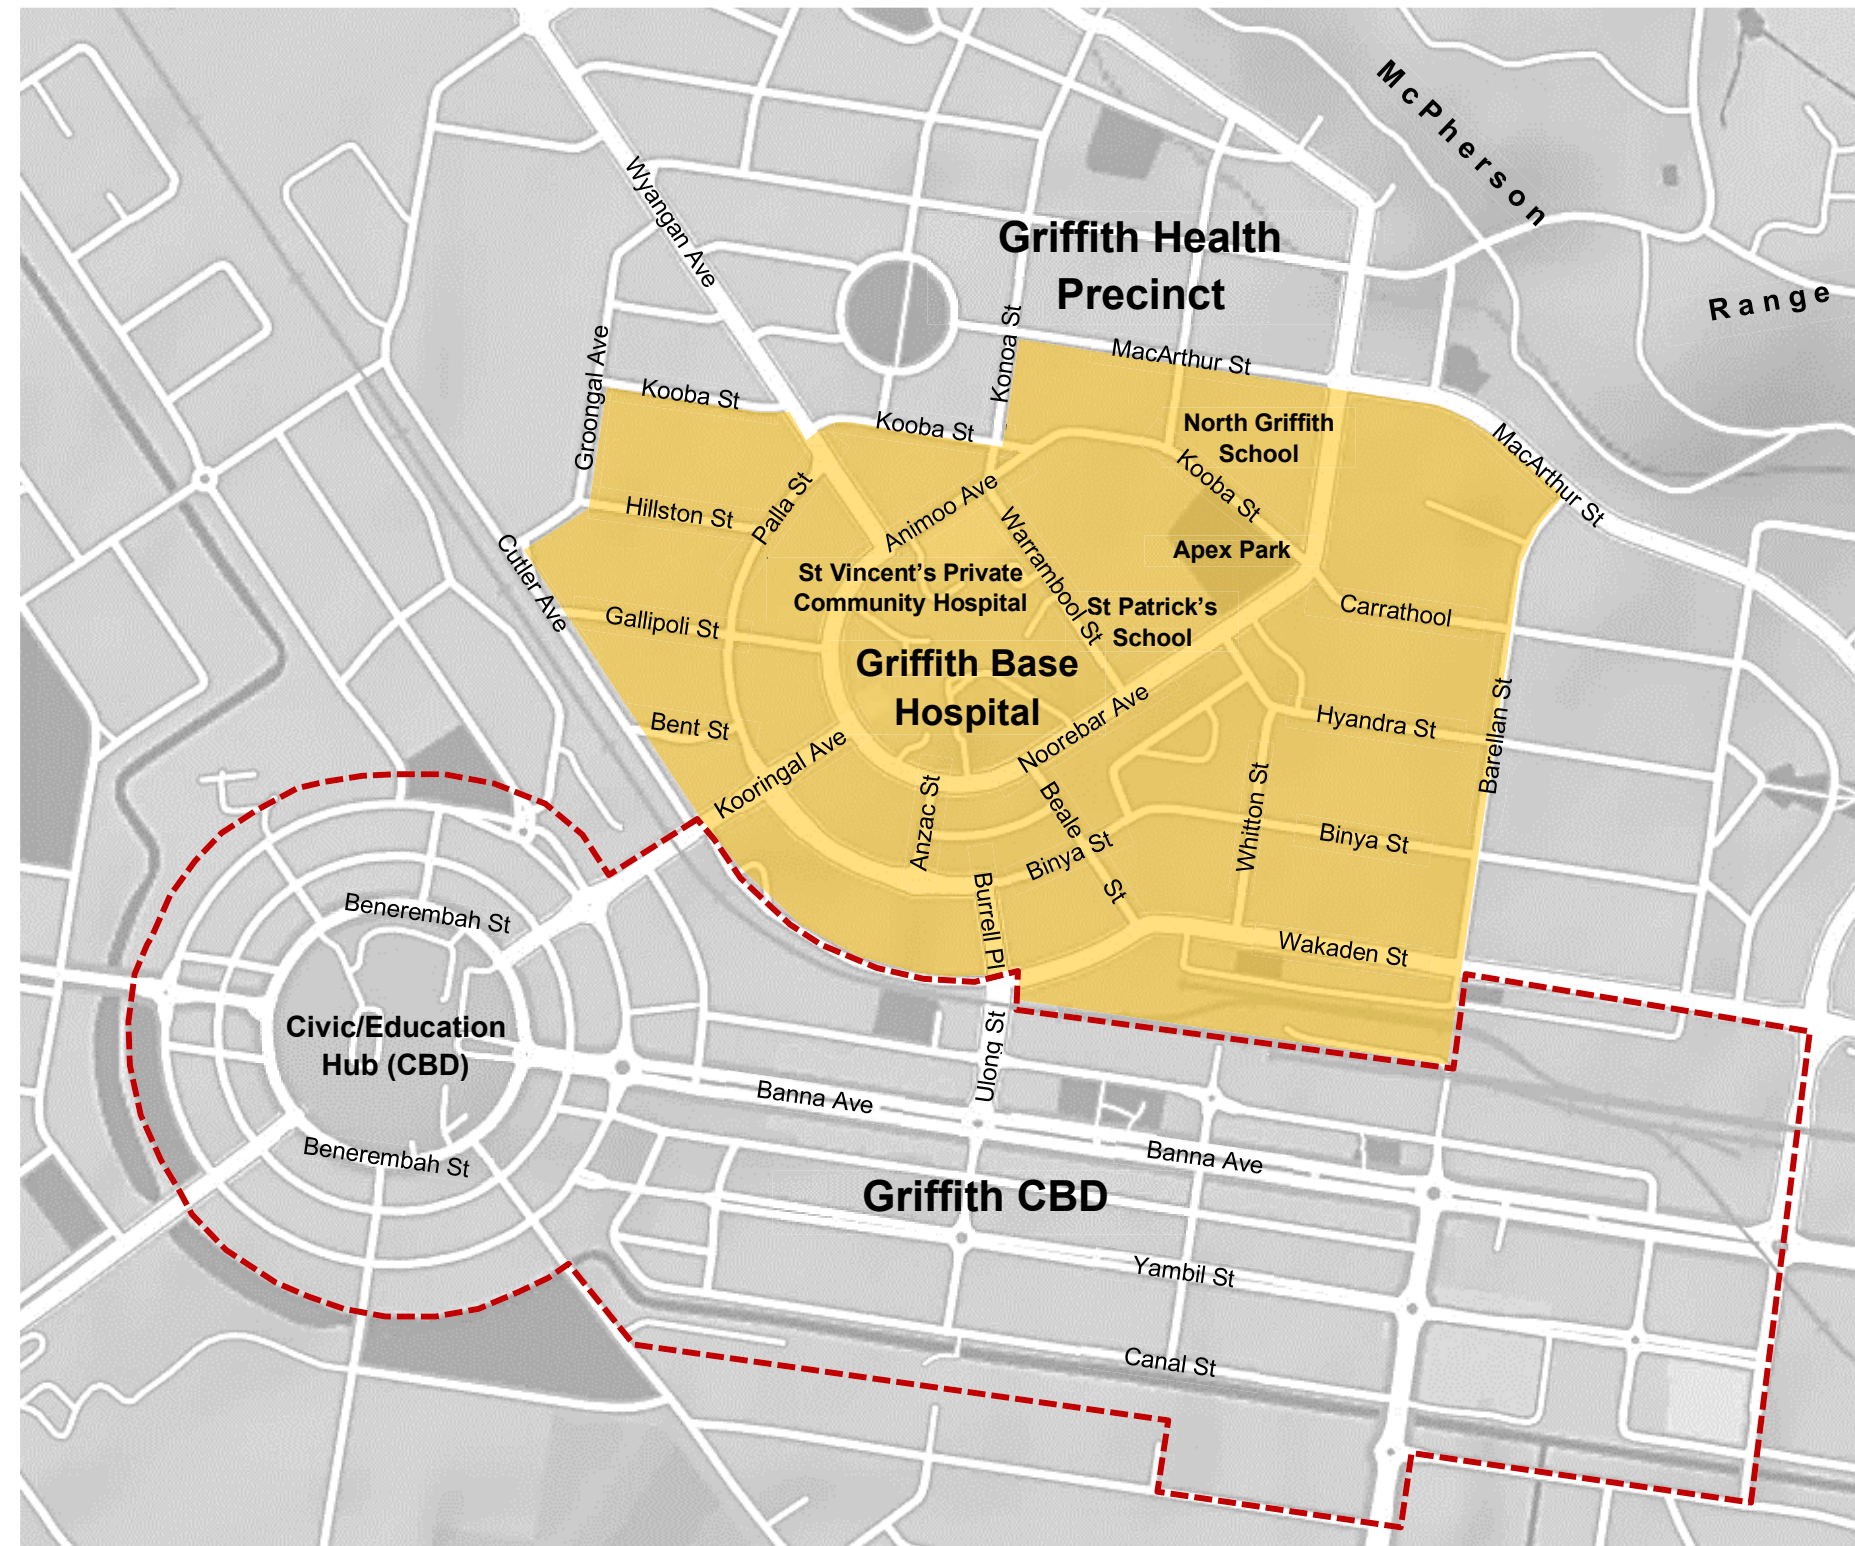 McPherson
Range
Wyangan Ave
Griffith Health
Precinct
Groongal Ave
Kooba St
Kooba St
Konoa St
MacArthur St
North Griffith
School
MacArthur St
Kooba St
Palla St
Hillston St
Animoo Ave
Warrambool St
Apex Park
Cutler Ave
St Vincent’s Private
Community Hospital
St Patrick’s
School
Carrathool
Gallipoli St
Griffith Base
Hospital
Bent St
Kooringal Ave
Noorebar Ave
Hyandra St
Barellan St
Anzac St
Beale
St
Binya St
Whitton St
Binya St
Burrell Pl
Wakaden St
Benerembah St
Civic/Education
Hub (CBD)
Ulong St
Banna Ave
Banna Ave
Benerembah St
Griffith CBD
Yambil St
Canal St